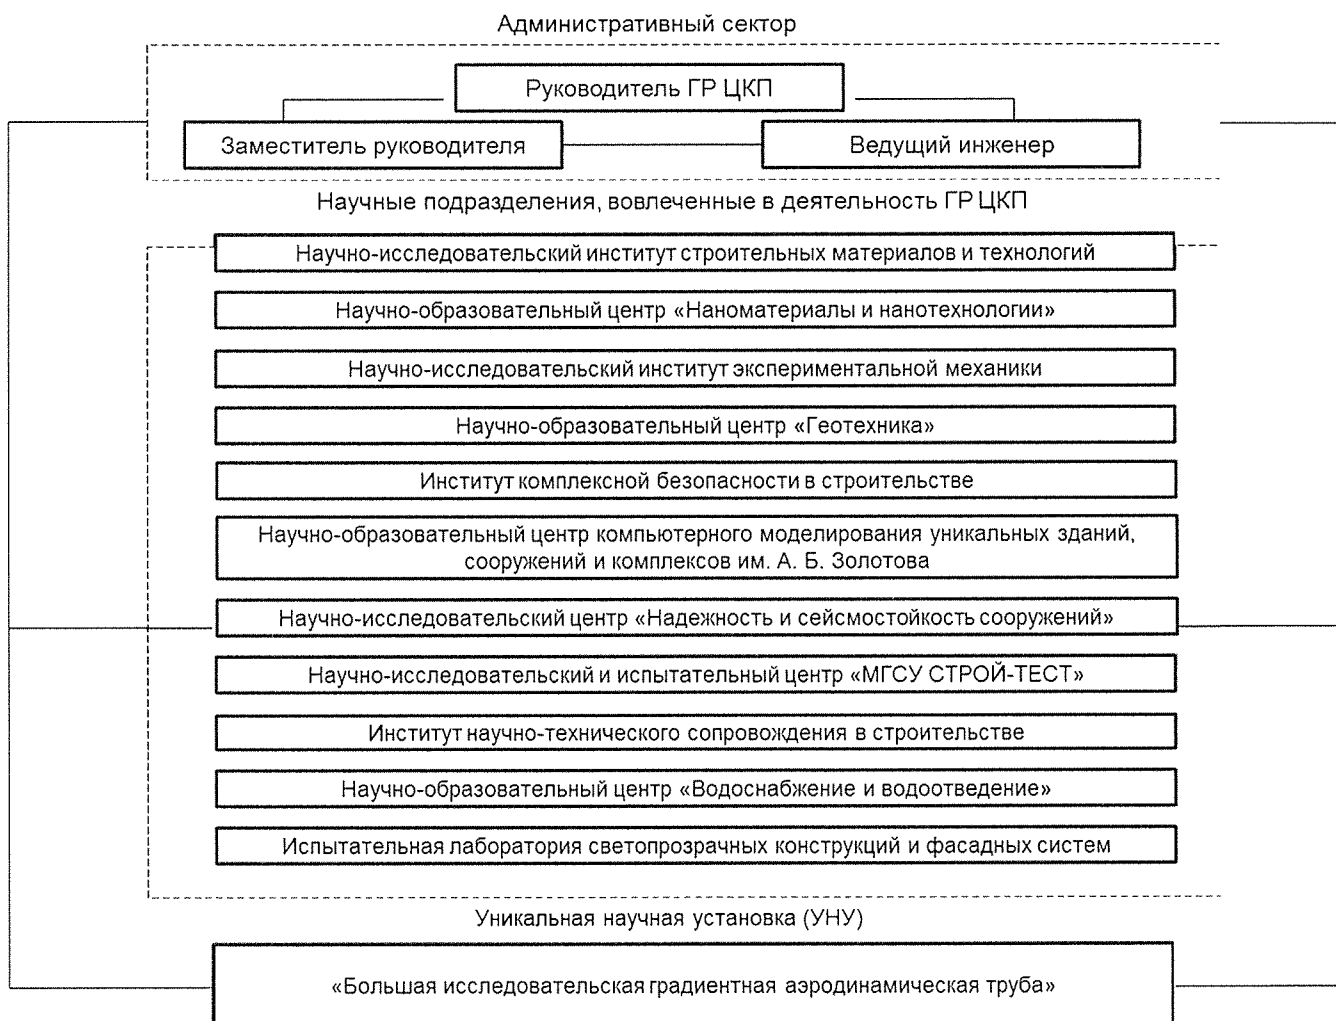 Административный сектор
Руководитель ГР ЦКП
Заместитель руководителя
Ведущий инженер
Научные подразделения, вовлеченные в деятельность ГР ЦКП
Научно-исследовательский институт строительных материалов и технологий
Научно-образовательный центр «Наноматериалы и нанотехнологии»
Научно-исследовательский институт экспериментальной механики
Научно-образовательный центр «Геотехника»
Институт комплексной безопасности в строительстве
Научно-образовательный центр компьютерного моделирования уникальных зданий,
сооружений и комплексов им. А. Б. Золотова
Научно-исследовательский центр «Надежность и сейсмостойкость сооружений»
Научно-исследовательский и испытательный центр «МГСУ СТРОЙ-ТЕСТ»
Институт научно-технического сопровождения в строительстве
Научно-образовательный центр «Водоснабжение и водоотведение»
Испытательная лаборатория светопрозрачных конструкций и фасадных систем
Уникальная научная установка (УНУ)
«Большая исследовательская градиентная аэродинамическая труба»